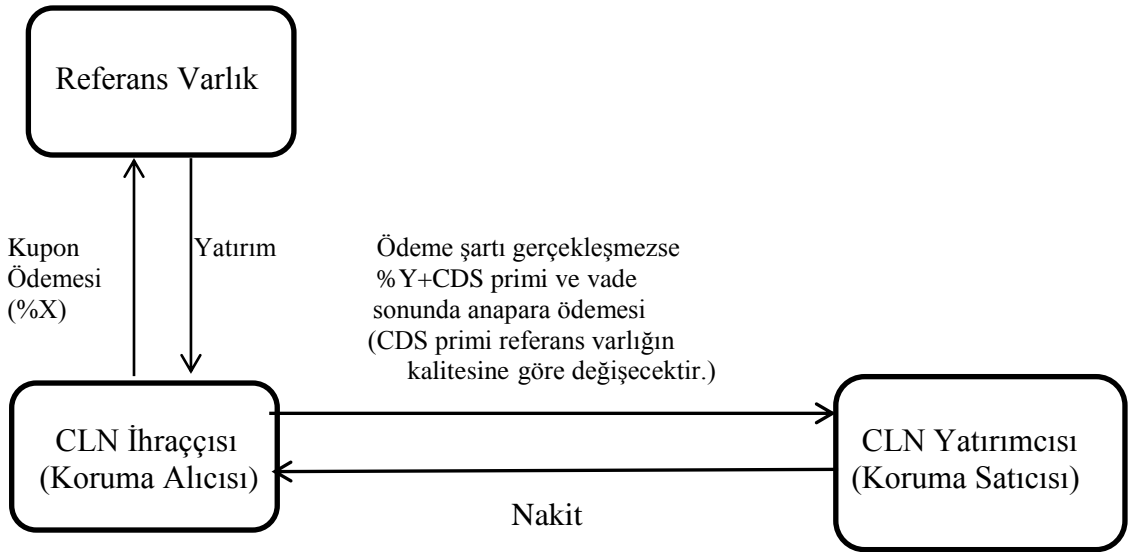 Referans Varlık
Kupon
Ödemesi
(%X)
Yatırım
Ödeme şartı gerçekleşmezse
%Y+CDS primi ve vade
sonunda anapara ödemesi
(CDS primi referans varlığın
kalitesine göre değişecektir.)
CLN İhraççısı
(Koruma Alıcısı)
CLN Yatırımcısı
(Koruma Satıcısı)
Nakit